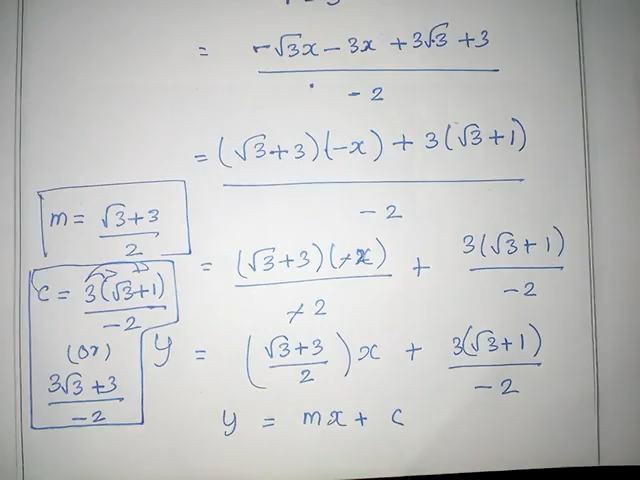 = -√3x - 3x + 3√3 + 3 / -2
= (√3+3)(-x) + 3(√3+1) / -2
m = √3+3 / 2
= (√3+3)(-x) / -2 + 3(√3+1) / -2
c = 3(√3+1) / -2
(or)
3√3+3 / -2
y = (√3+3 / 2)x + 3(√3+1) / -2
y = mx + c